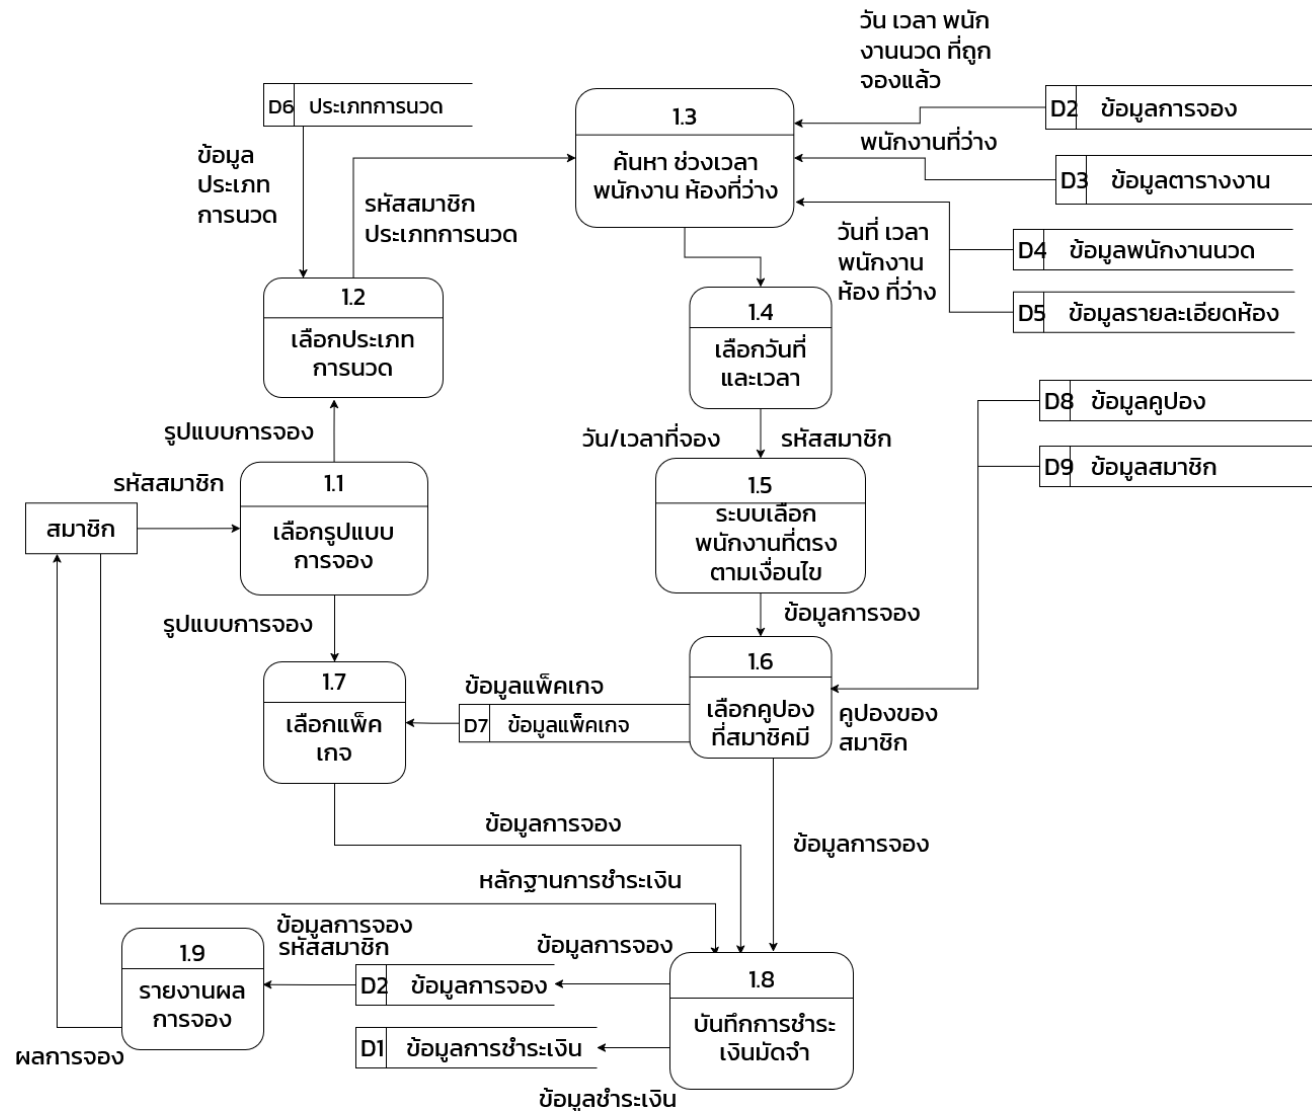 วัน เวลา พนัก
งานนวด ที่ถูก
จองแล้ว
D6 ประเภทการนวด
1.3
ค้นหา ช่วงเวลา
พนักงาน ห้องที่ว่าง
D2 ข้อมูลการจอง
พนักงานที่ว่าง
D3 ข้อมูลตารางงาน
ข้อมูล
ประเภท
การนวด
รหัสสมาชิก
ประเภทการนวด
วันที่ เวลา
พนักงาน
ห้อง ที่ว่าง
D4 ข้อมูลพนักงานนวด
D5 ข้อมูลรายละเอียดห้อง
1.2
เลือกประเภท
การนวด
1.4
เลือกวันที่
และเวลา
D8 ข้อมูลคูปอง
D9 ข้อมูลสมาชิก
รูปแบบการจอง
วัน/เวลาที่จอง
รหัสสมาชิก
รหัสสมาชิก
1.1
เลือกรูปแบบ
การจอง
สมาชิก
1.5
ระบบเลือก
พนักงานที่ตรง
ตามเงื่อนไข
รูปแบบการจอง
ข้อมูลการจอง
1.7
เลือกแพ็ค
เกจ
ข้อมูลแพ็คเกจ
D7 ข้อมูลแพ็คเกจ
1.6
เลือกคูปอง
ที่สมาชิคมี
คูปองของ
สมาชิก
ข้อมูลการจอง
ข้อมูลการจอง
หลักฐานการชำระเงิน
ข้อมูลการจอง
รหัสสมาชิก
ข้อมูลการจอง
1.9
รายงานผล
การจอง
D2 ข้อมูลการจอง
1.8
บันทึกการชำระ
เงินมัดจำ
D1 ข้อมูลการชำระเงิน
ผลการจอง
ข้อมูลชำระเงิน